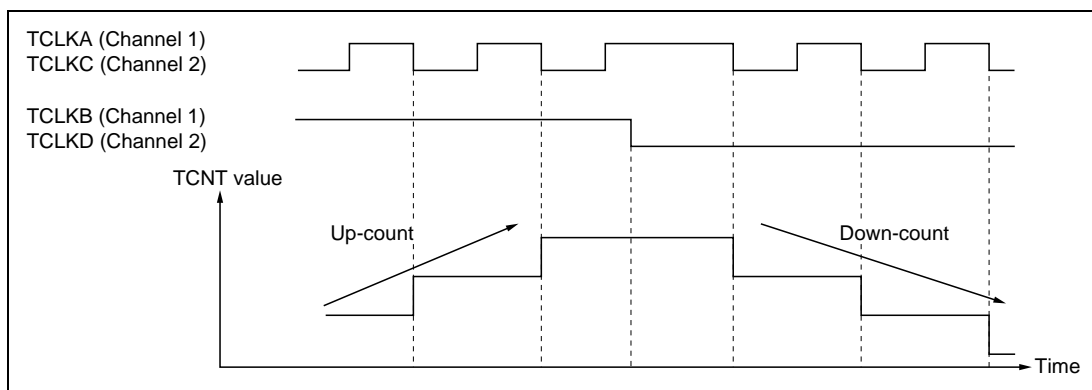 TCLKA (Channel 1)
TCLKC (Channel 2)
TCLKB (Channel 1)
TCLKD (Channel 2)
TCNT value
Up-count
Down-count
Time